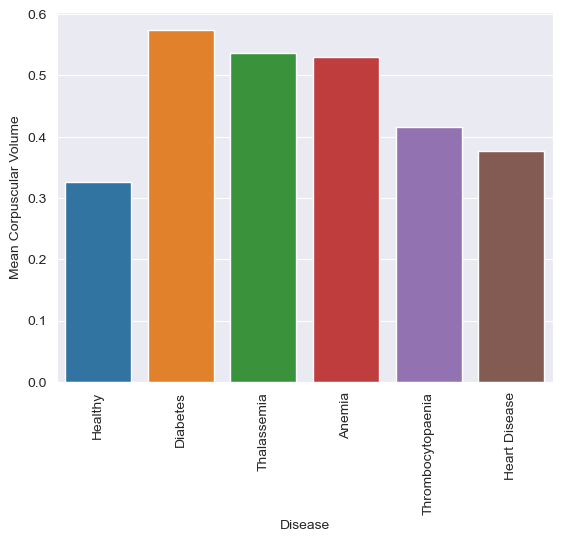 0.6
0.5
0.4
0.3
0.2
0.1
0.0
Mean Corpuscular Volume
Healthy
Diabetes
Thalassemia
Anemia
Thrombocytopaenia
Heart Disease
Disease